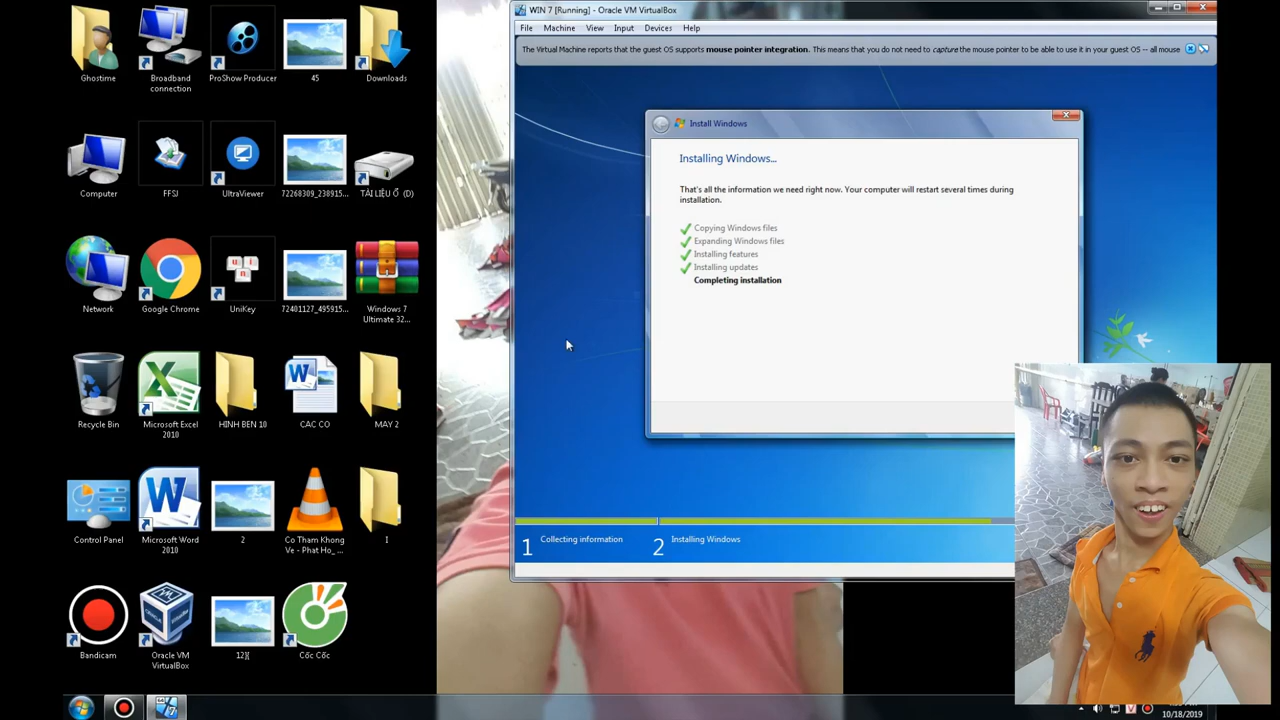 Ghostime
Broadband
connection
ProShow Producer
45
Downloads
Computer
FFSJ
UltraViewer
72268309_238915...
TÀI LIỆU Ổ (D)
Network
Google Chrome
UniKey
72401127_495915...
Windows 7
Ultimate 32...
Recycle Bin
Microsoft Excel
2010
HINH BEN 10
CAC CO
MAY 2
Control Panel
Microsoft Word
2010
2
Co Tham Khong
Ve - Phat Ho_ ...
I
Bandicam
Oracle VM
VirtualBox
Cốc Cốc
WIN 7 [Running] - Oracle VM VirtualBox
File Machine View Input Devices Help
The Virtual Machine reports that the guest OS supports mouse pointer integration. This means that you do not need to capture the mouse pointer to be able to use it in your guest OS -- all mouse
Install Windows
Installing Windows...
That's all the information we need right now. Your computer will restart several times during
installation.
Copying Windows files
Expanding Windows files
Installing features
Installing updates
Completing installation
1 Collecting information 2 Installing Windows
10/18/2019